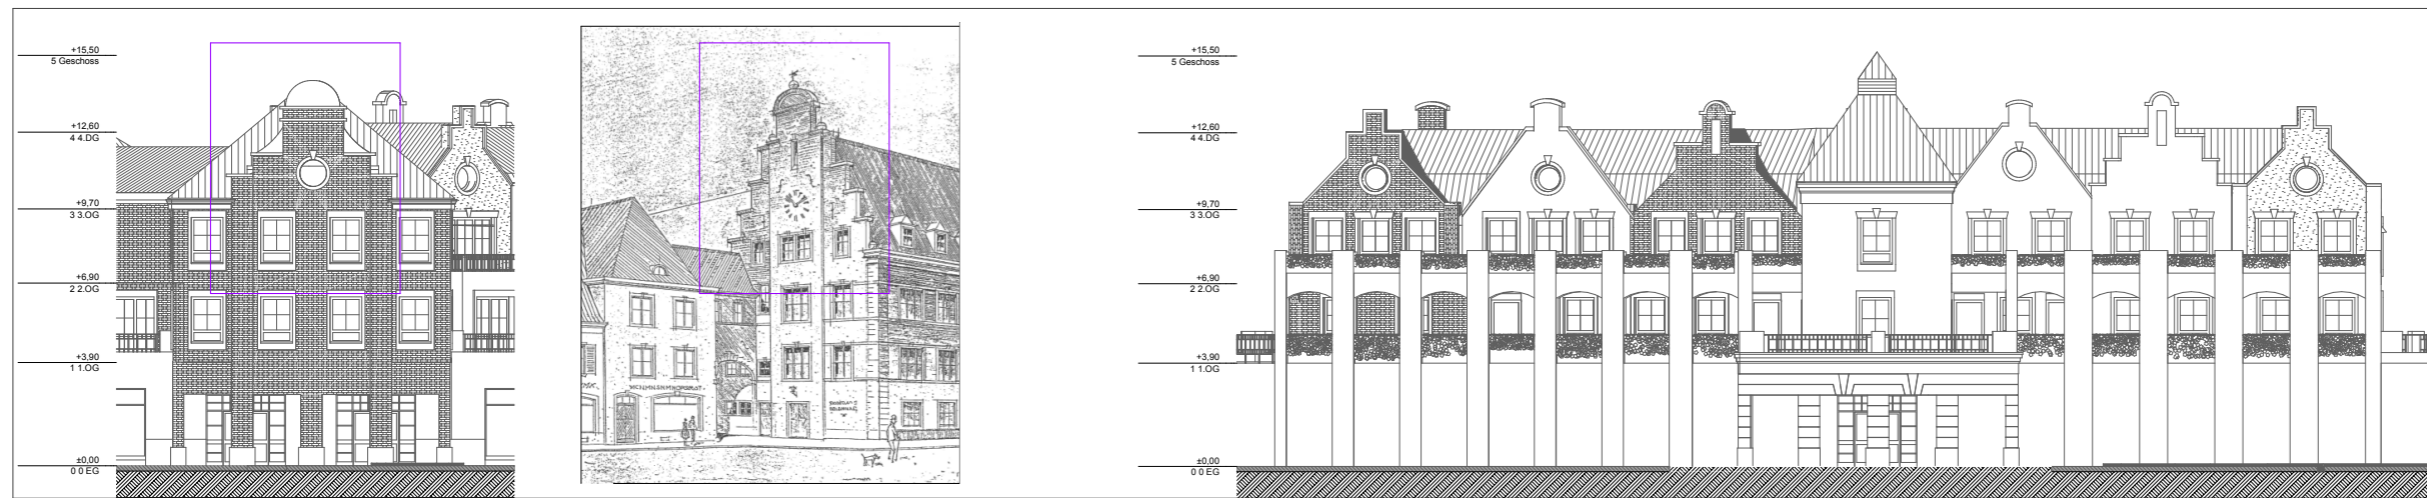 +15,50
5 Geschoss
+12,60
4 4.DG
+9,70
3 3.OG
+6,90
2 2.OG
+3,90
1 1.OG
±0,00
0 0 EG
+15,50
5 Geschoss
+12,60
4 4.DG
+9,70
3 3.OG
+6,90
2 2.OG
+3,90
1 1.OG
±0,00
0 0 EG